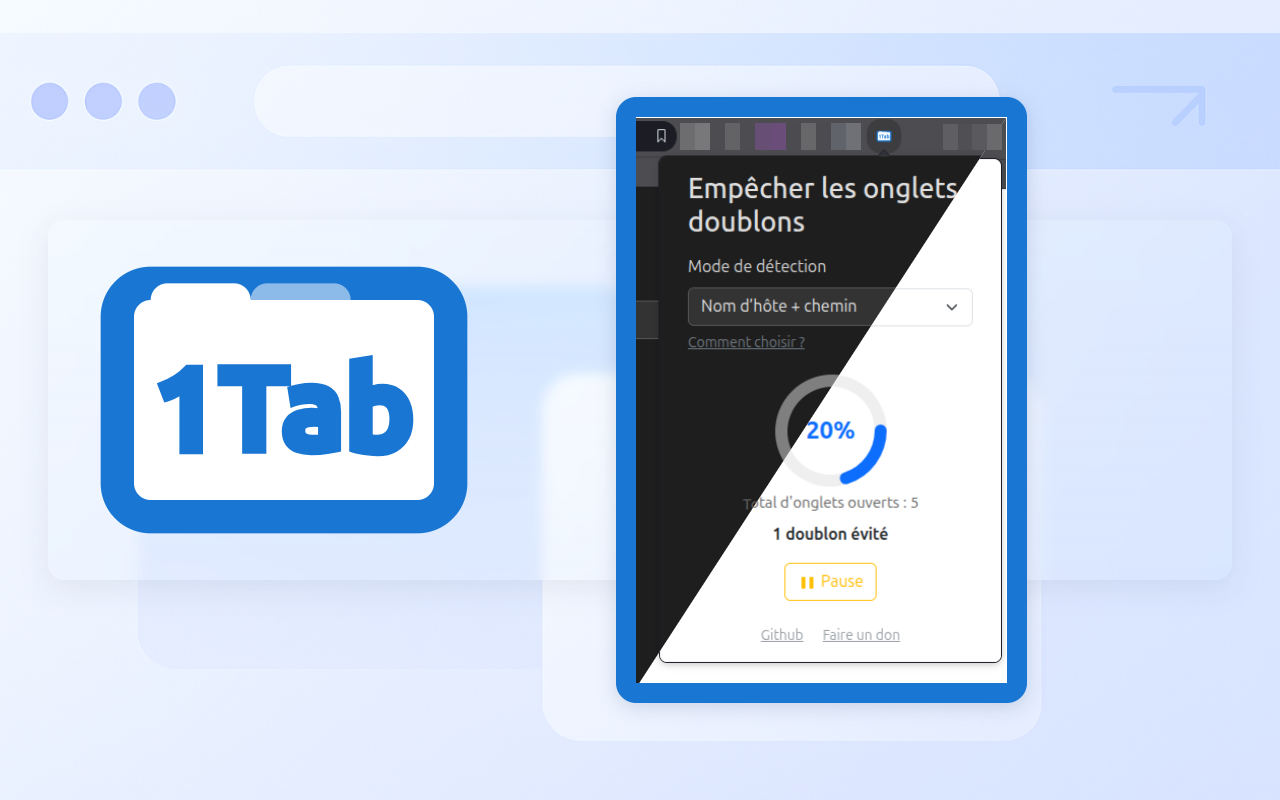 1Tab
1Tab
Empêcher les onglets
doublons
Mode de détection
Nom d’hôte + chemin
Comment choisir ?
20%
Total d'onglets ouverts : 5
1 doublon évité
Pause
Github Faire un don